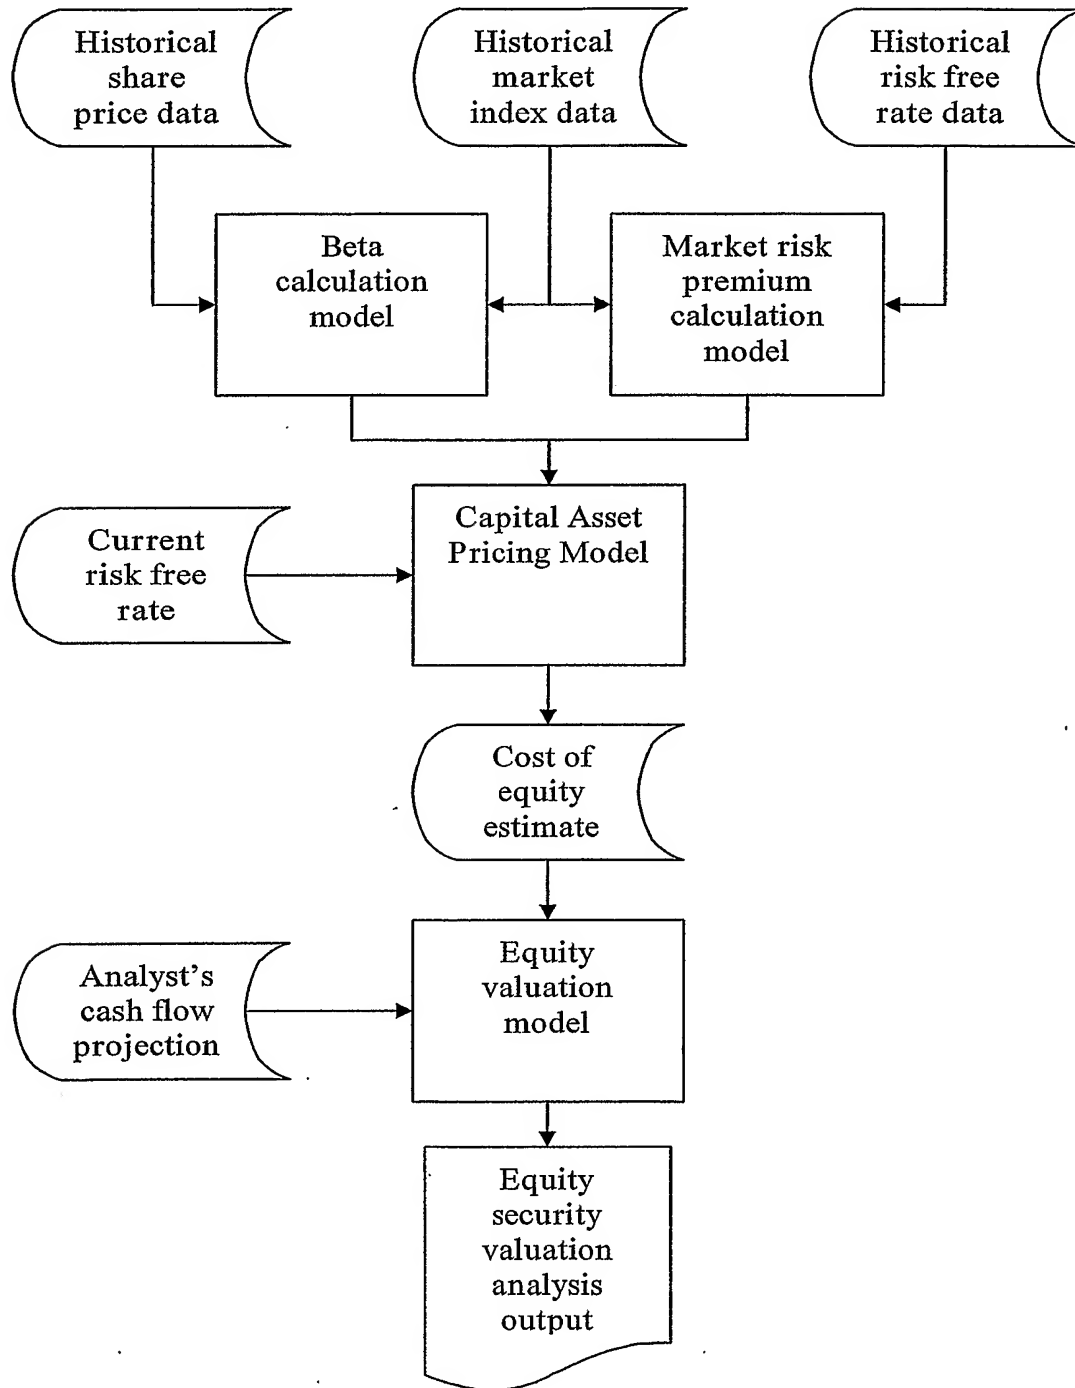 Historical
share
price data
Historical
market
index data
Historical
risk free
rate data
Beta
calculation
model
Market risk
premium
calculation
model
Capital Asset
Pricing Model
Current
risk free
rate
Cost of
equity
estimate
Equity
valuation
model
Analyst's
cash flow
projection
Equity
security
valuation
analysis
output